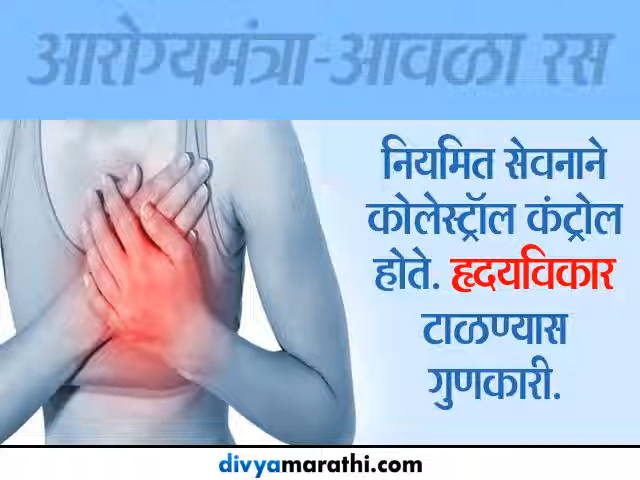 आरोग्यमंत्रा-आवळा रस
नियमित सेवनाने
कोलेस्ट्रॉल कंट्रोल
होते. हृदयविकार
टाळण्यास
गुणकारी.
divyamarathi.com